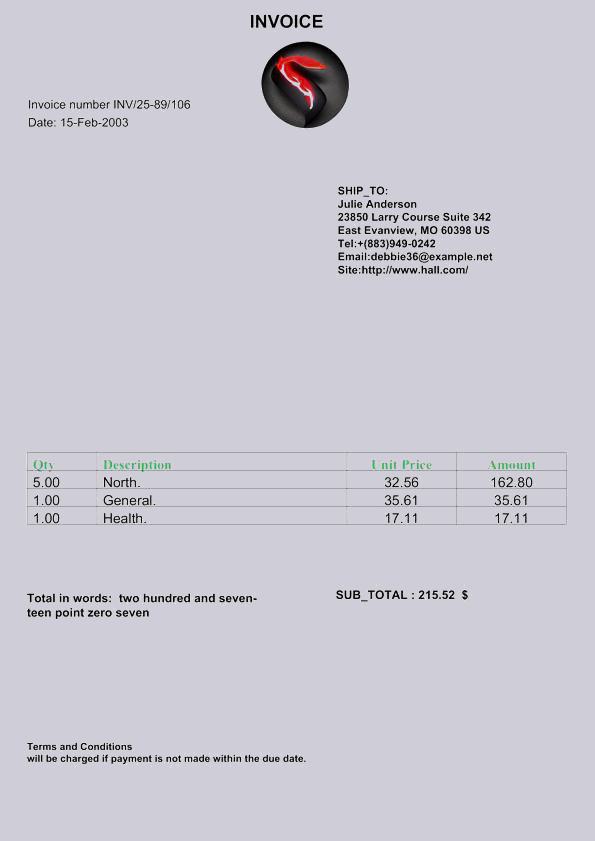 INVOICE
Invoice number INV/25-89/106
Date: 15-Feb-2003
SHIP_TO:
Julie Anderson
23850 Larry Course Suite 342
East Evanview, MO 60398 US
Tel:+(883)949-0242
Email:debbie36@example.net
Site:http://www.hall.com/
Qty Description Unit Price Amount
5.00 North. 32.56 162.80
1.00 General. 35.61 35.61
1.00 Health. 17.11 17.11
Total in words: two hundred and seven-
teen point zero seven
SUB_TOTAL : 215.52 $
Terms and Conditions
will be charged if payment is not made within the due date.